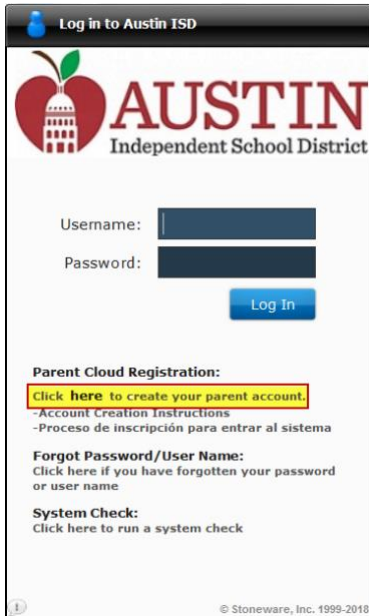 Log in to Austin ISD
AUSTIN
Independent School District
Username:
Password:
Log In
Parent Cloud Registration:
Click here to create your parent account.
-Account Creation Instructions
-Proceso de inscripción para entrar al sistema
Forgot Password/User Name:
Click here if you have forgotten your password
or user name
System Check:
Click here to run a system check
© Stoneware, Inc. 1999-2018